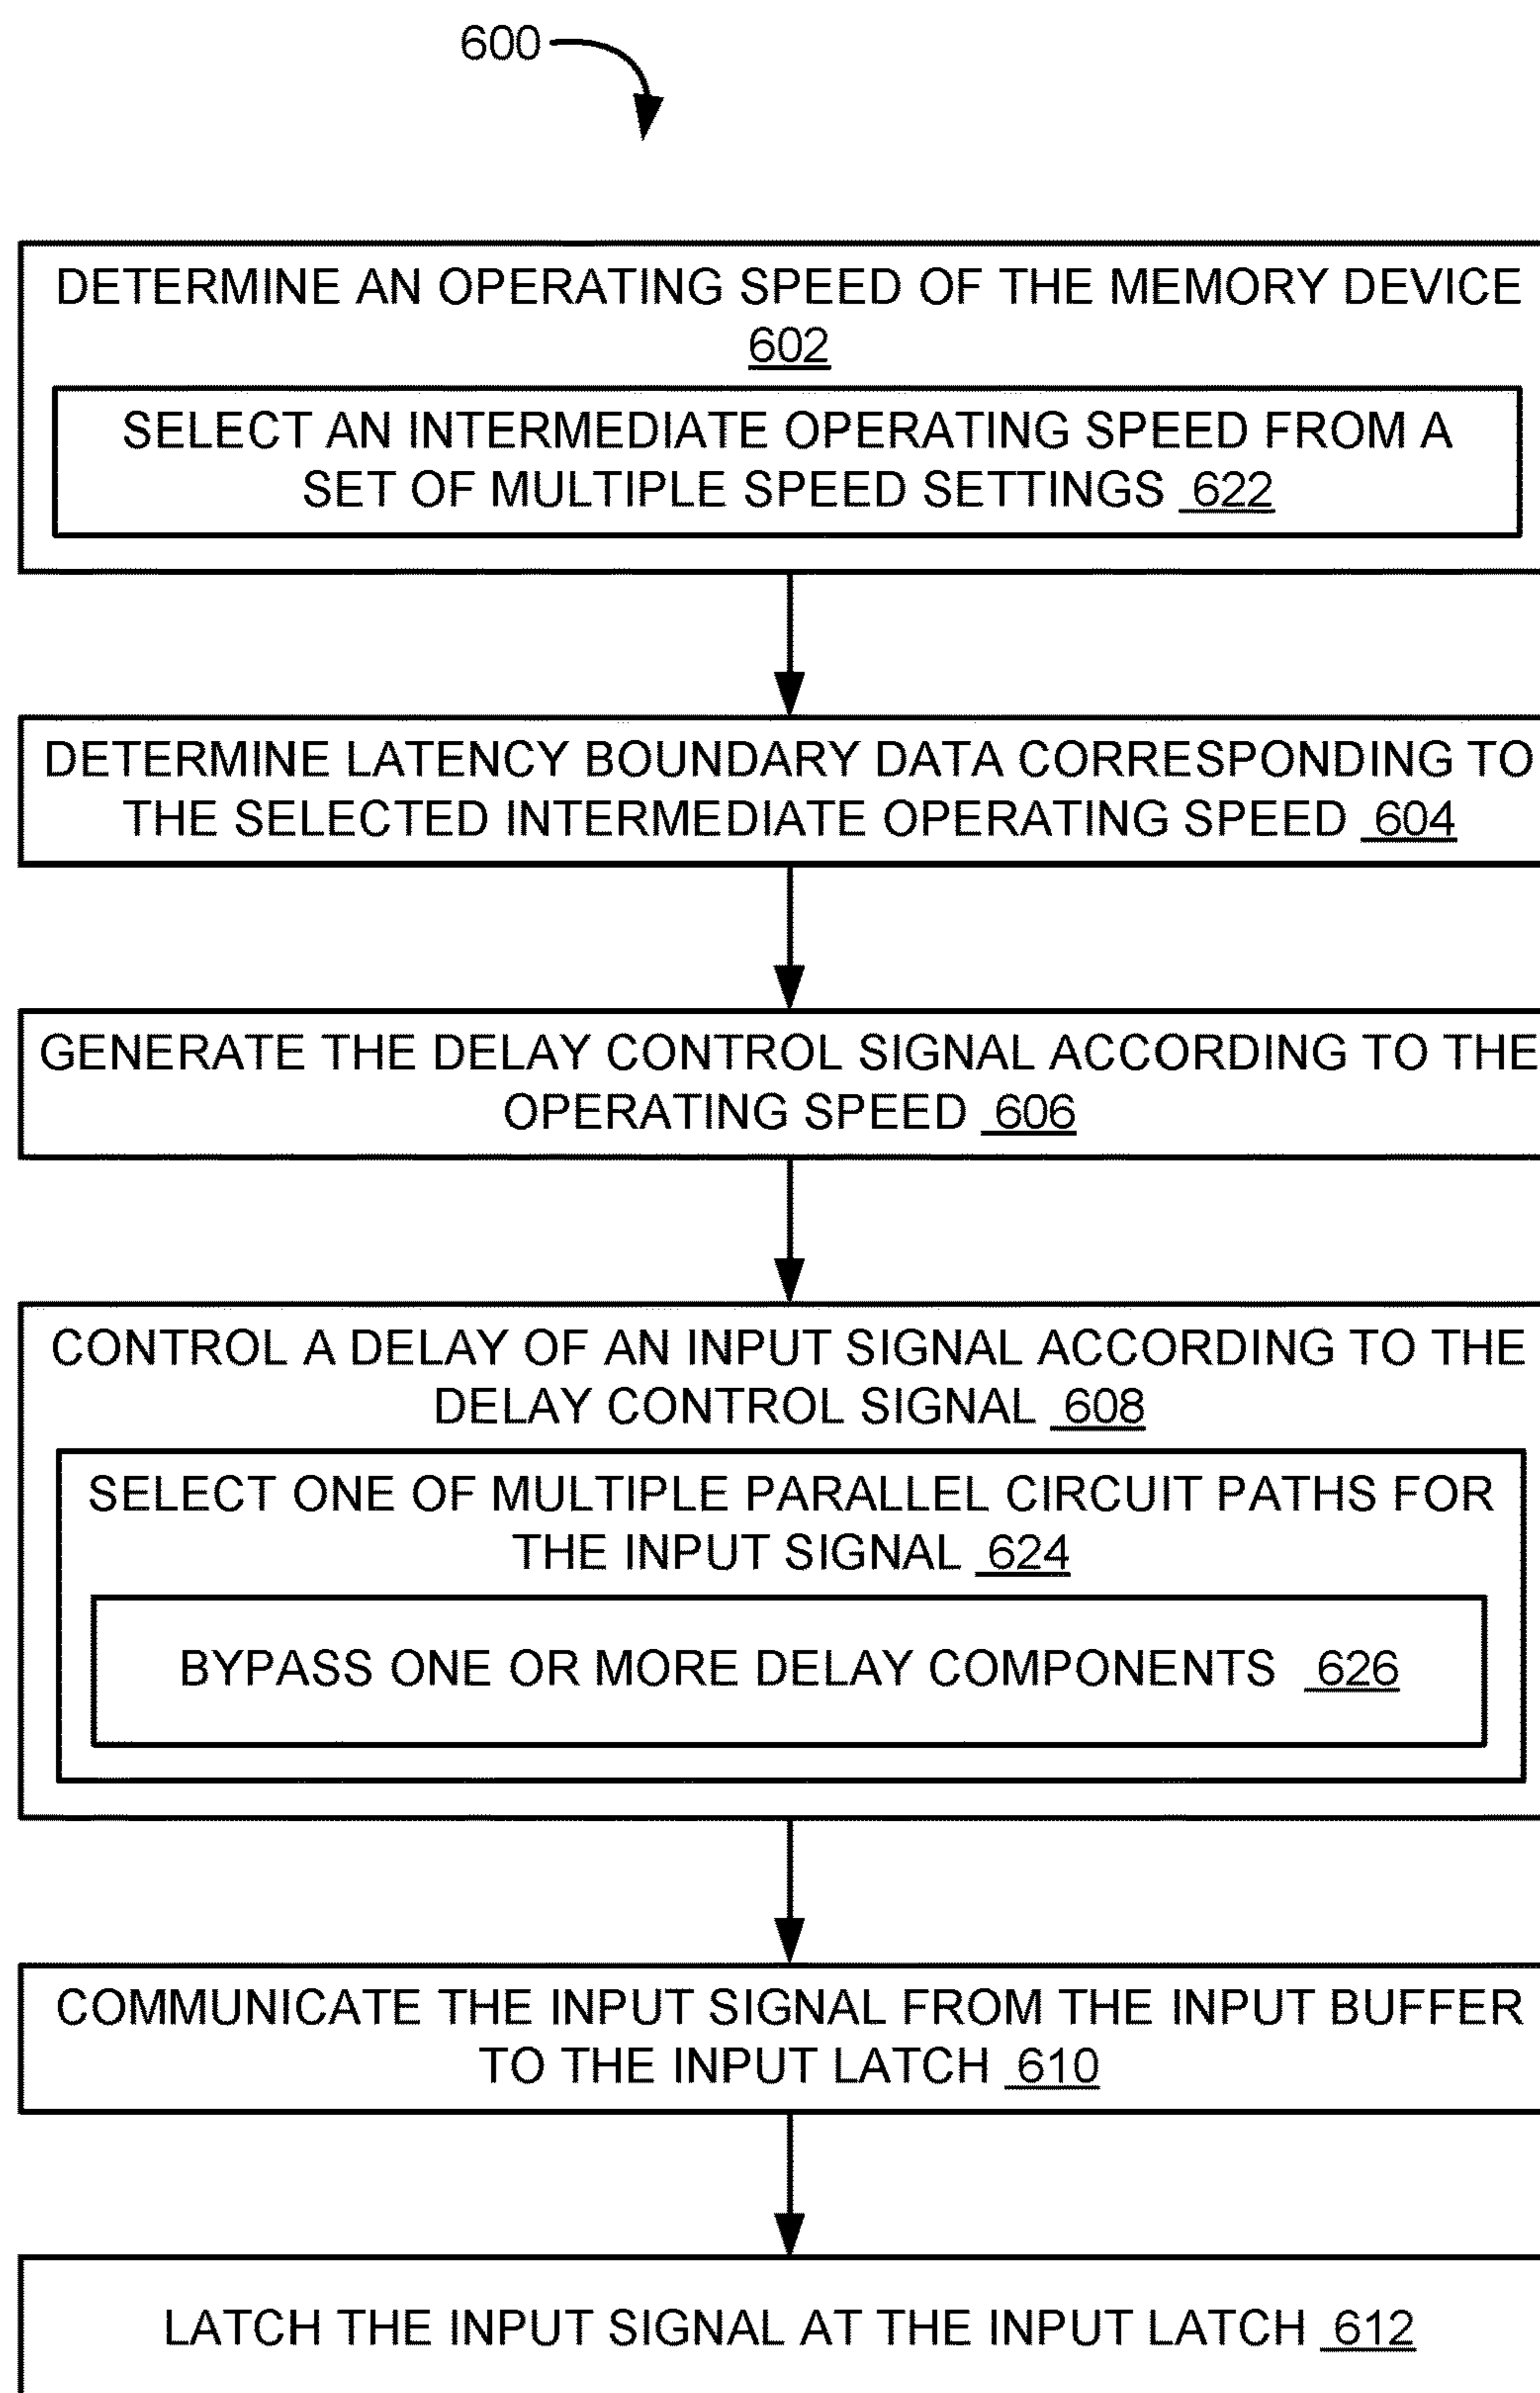 600
DETERMINE AN OPERATING SPEED OF THE MEMORY DEVICE
602
SELECT AN INTERMEDIATE OPERATING SPEED FROM A
SET OF MULTIPLE SPEED SETTINGS 622
DETERMINE LATENCY BOUNDARY DATA CORRESPONDING TO
THE SELECTED INTERMEDIATE OPERATING SPEED 604
GENERATE THE DELAY CONTROL SIGNAL ACCORDING TO THE
OPERATING SPEED 606
CONTROL A DELAY OF AN INPUT SIGNAL ACCORDING TO THE
DELAY CONTROL SIGNAL 608
SELECT ONE OF MULTIPLE PARALLEL CIRCUIT PATHS FOR
THE INPUT SIGNAL 624
BYPASS ONE OR MORE DELAY COMPONENTS 626
COMMUNICATE THE INPUT SIGNAL FROM THE INPUT BUFFER
TO THE INPUT LATCH 610
LATCH THE INPUT SIGNAL AT THE INPUT LATCH 612